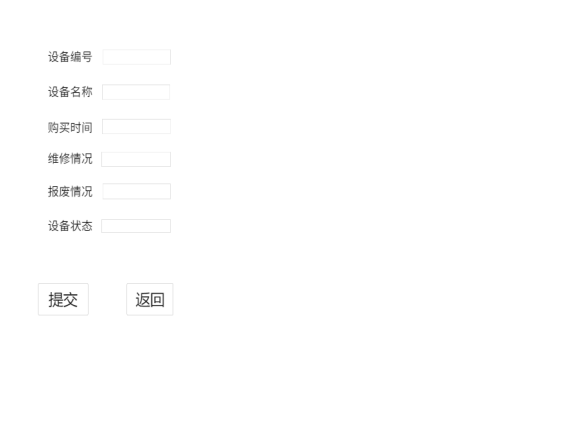 设备编号
设备名称
购买时间
维修情况
报废情况
设备状态
提交 返回